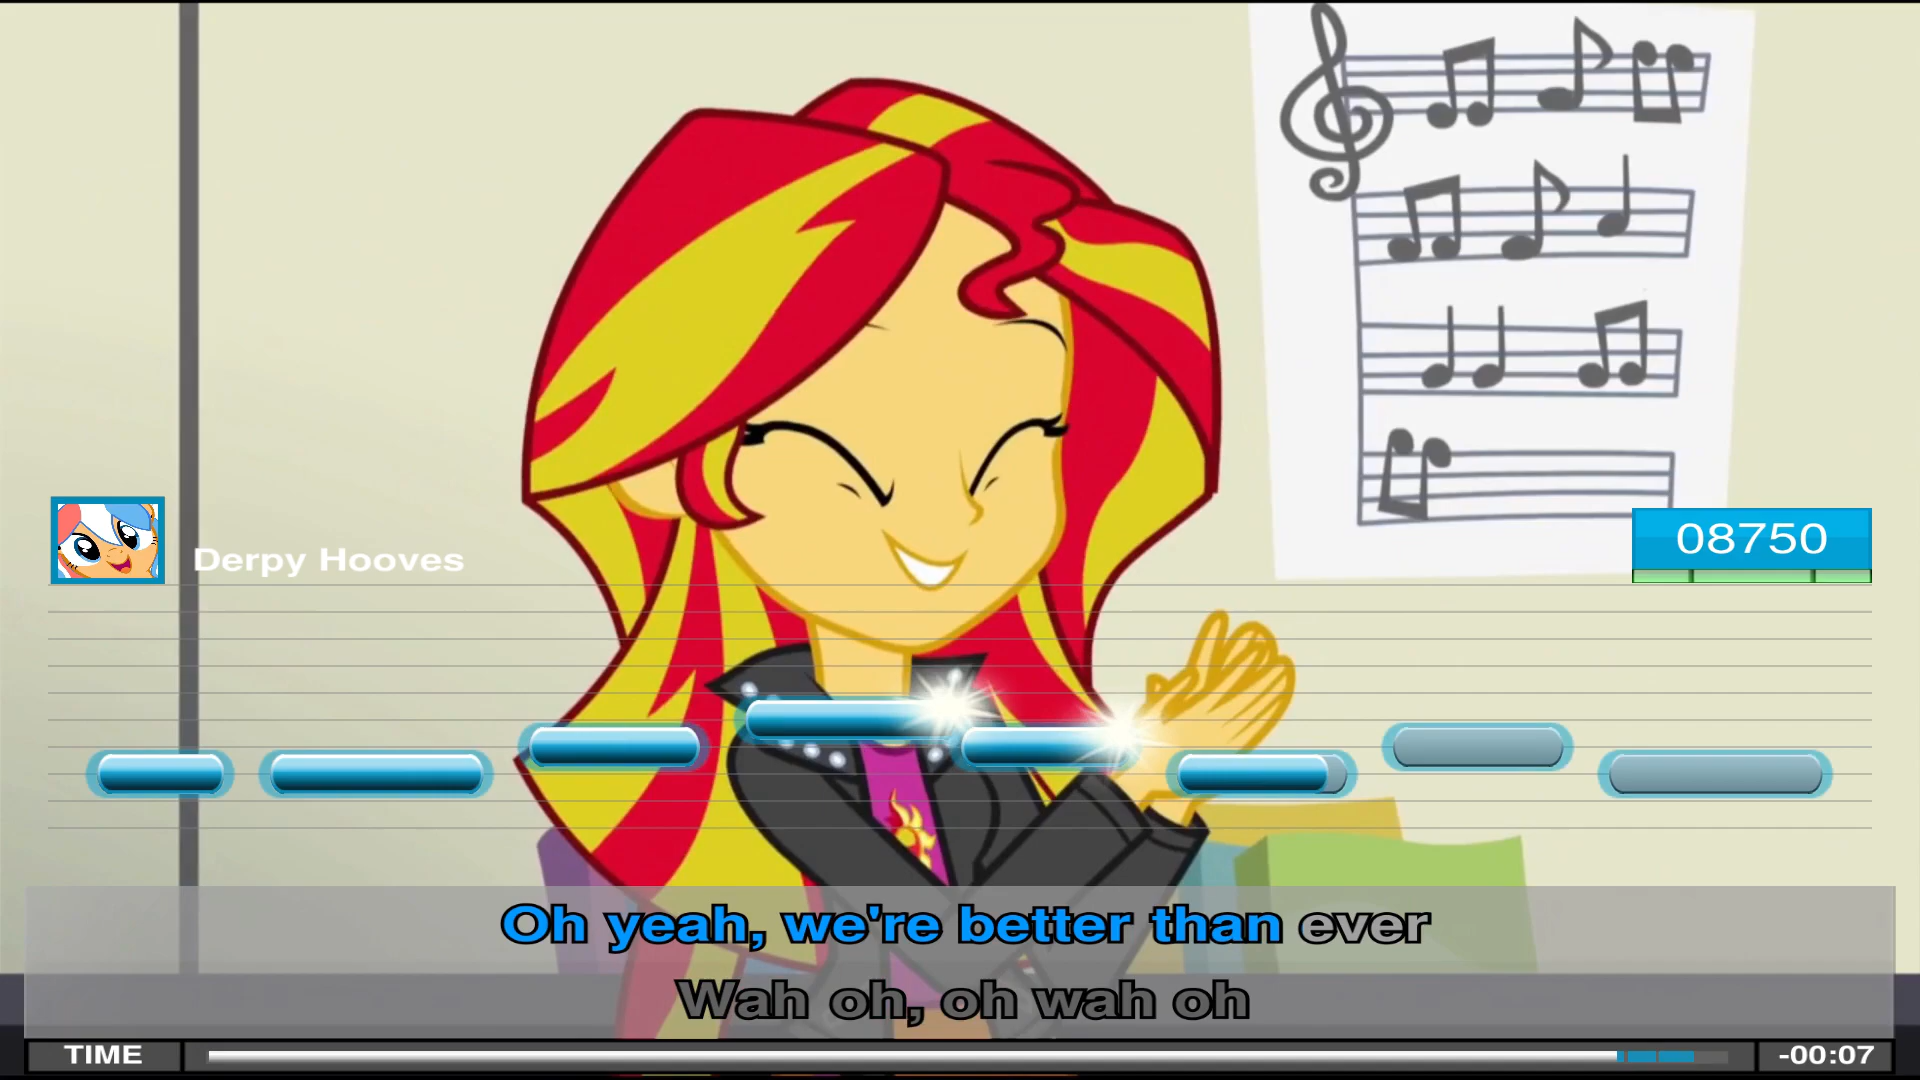 Derpy Hooves
08750
Oh yeah, we're better than ever
Wah oh, oh wah oh
TIME
-00:07